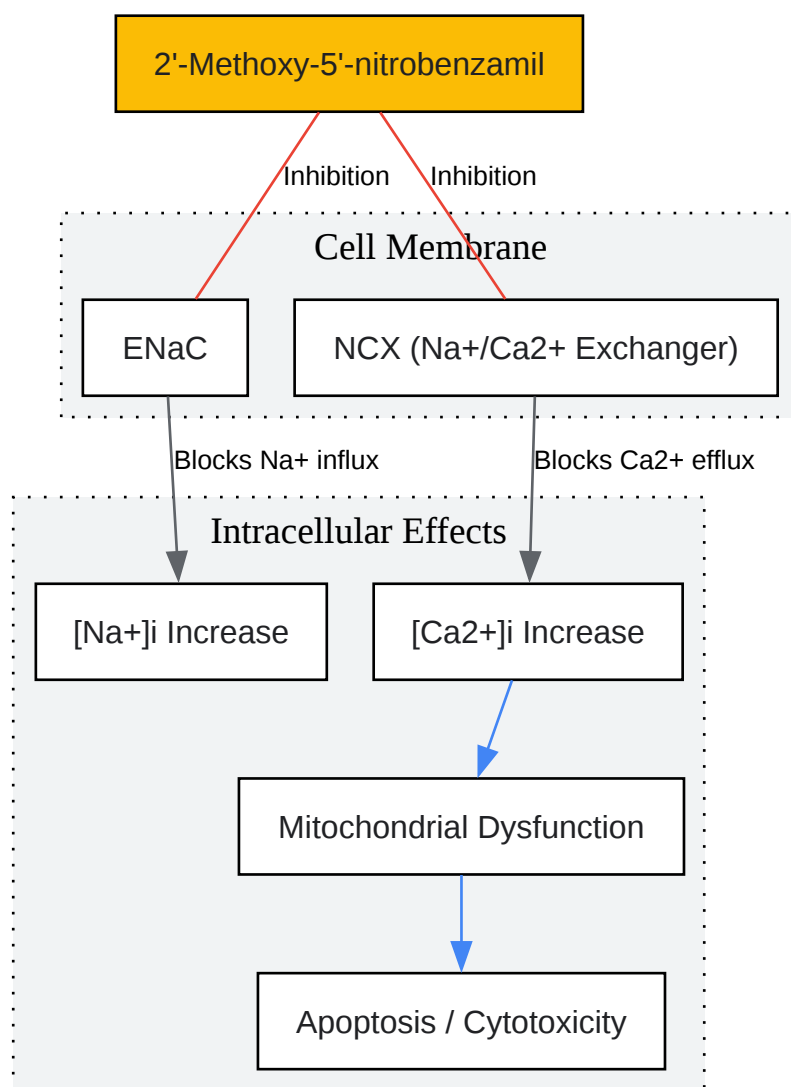 2'-Methoxy-5'-nitrobenzamil
Inhibition
Inhibition
Cell Membrane
ENaC
NCX (Na+/Ca2+ Exchanger)
Blocks Na+ influx
Blocks Ca2+ efflux
Intracellular Effects
[Na+]i Increase
[Ca2+]i Increase
Mitochondrial Dysfunction
Apoptosis / Cytotoxicity